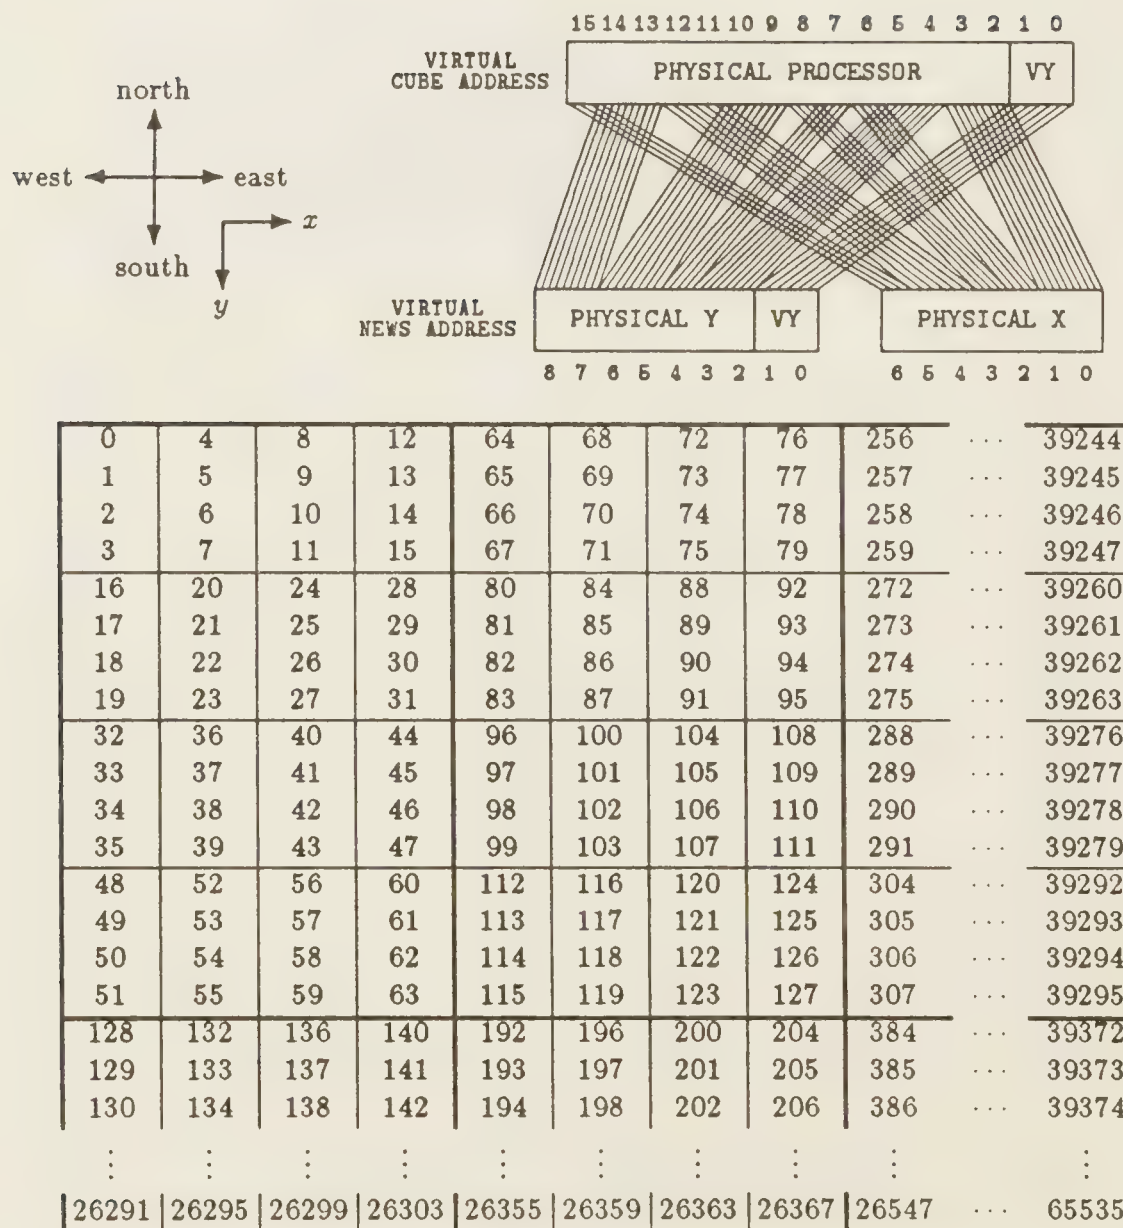 15 14 13 12 11 10 9 8 7 6 5 4 3 2 1 0
VIRTUAL
CUBE ADDRESS
PHYSICAL PROCESSOR VY
north
west east
x
south
y
VIRTUAL
NEWS ADDRESS
PHYSICAL Y VY PHYSICAL X
8 7 6 5 4 3 2 1 0 6 5 4 3 2 1 0
0 4 8 12 64 68 72 76 256 ... 39244
1 5 9 13 65 69 73 77 257 ... 39245
2 6 10 14 66 70 74 78 258 ... 39246
3 7 11 15 67 71 75 79 259 ... 39247
16 20 24 28 80 84 88 92 272 ... 39260
17 21 25 29 81 85 89 93 273 ... 39261
18 22 26 30 82 86 90 94 274 ... 39262
19 23 27 31 83 87 91 95 275 ... 39263
32 36 40 44 96 100 104 108 288 ... 39276
33 37 41 45 97 101 105 109 289 ... 39277
34 38 42 46 98 102 106 110 290 ... 39278
35 39 43 47 99 103 107 111 291 ... 39279
48 52 56 60 112 116 120 124 304 ... 39292
49 53 57 61 113 117 121 125 305 ... 39293
50 54 58 62 114 118 122 126 306 ... 39294
51 55 59 63 115 119 123 127 307 ... 39295
128 132 136 140 192 196 200 204 384 ... 39372
129 133 137 141 193 197 201 205 385 ... 39373
130 134 138 142 194 198 202 206 386 ... 39374
⋮ ⋮ ⋮ ⋮ ⋮ ⋮ ⋮ ⋮ ⋮ ⋮
26291 26295 26299 26303 26355 26359 26363 26367 26547 ... 65535